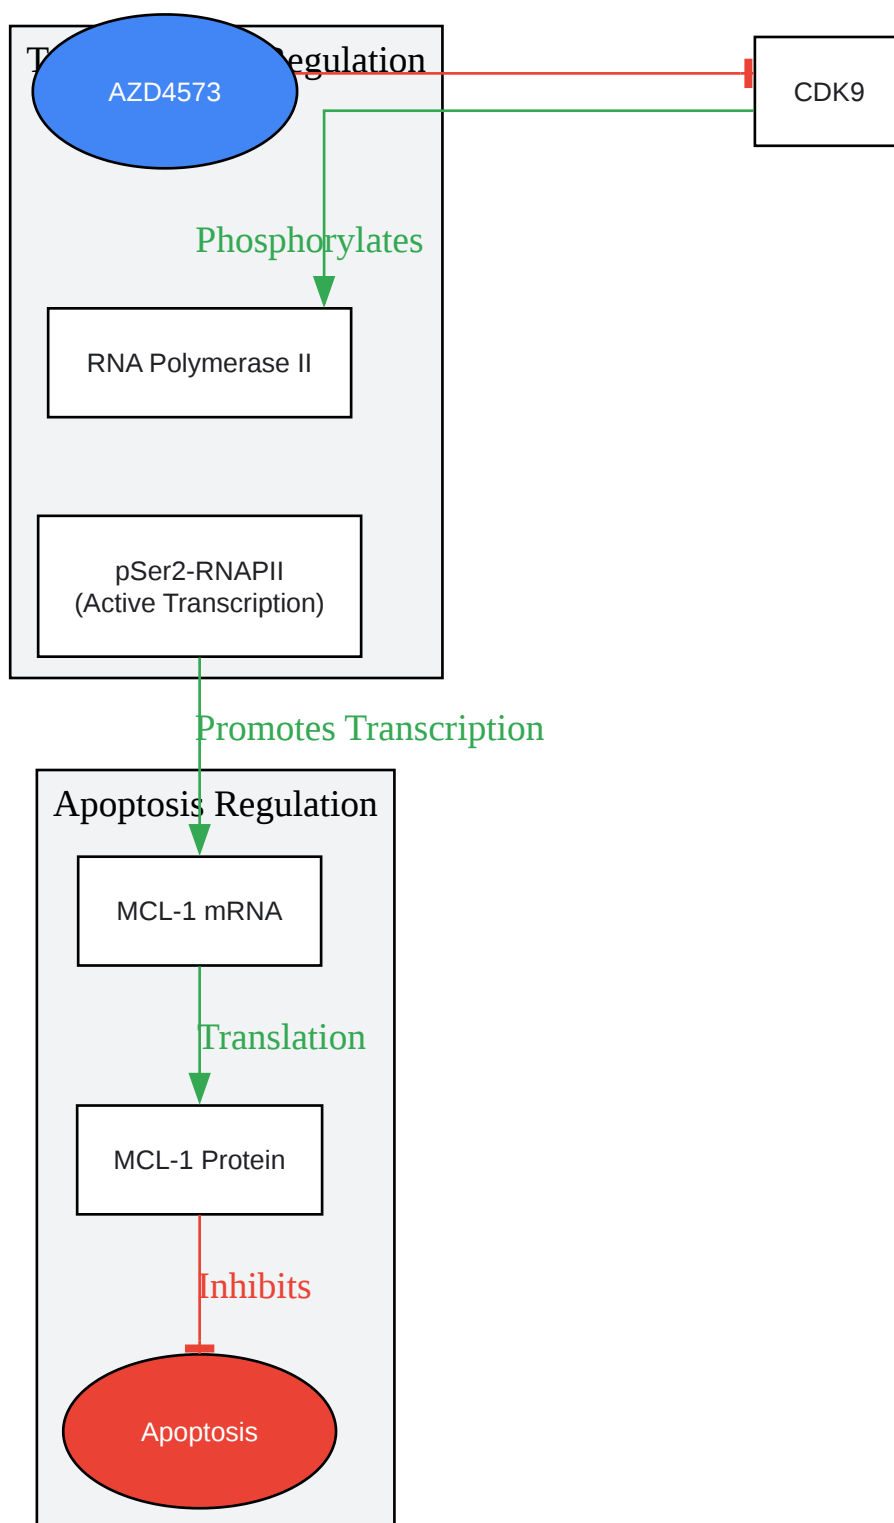 Regulation
AZD4573
CDK9
Phosphorylates
RNA Polymerase II
pSer2-RNAPII
(Active Transcription)
Promotes Transcription
Apoptosis Regulation
MCL-1 mRNA
Translation
MCL-1 Protein
Inhibits
Apoptosis